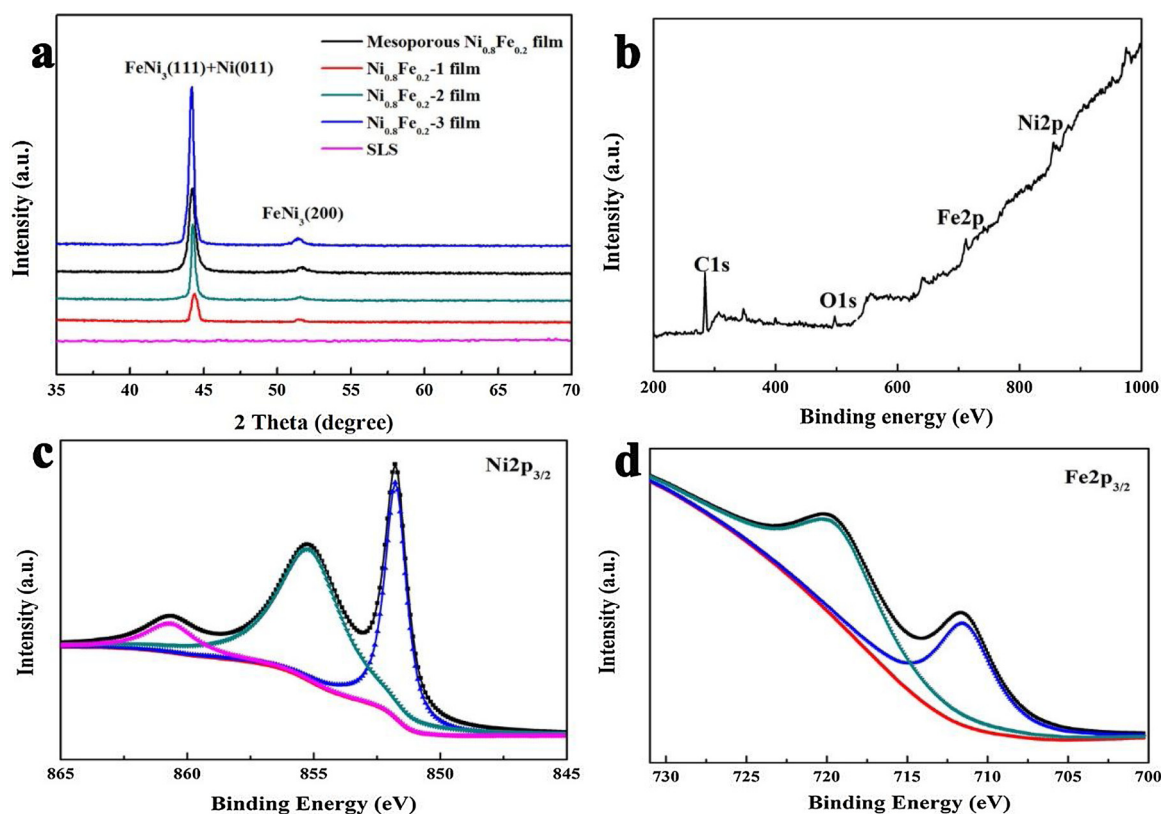 a
Mesoporous Ni0.8Fe0.2 film
FeNi3(111)+Ni(011)
Ni0.8Fe0.2-1 film
Ni0.8Fe0.2-2 film
Ni0.8Fe0.2-3 film
SLS
FeNi3(200)
Intensity (a.u.)
35 40 45 50 55 60 65 70
2 Theta (degree)
b
Ni2p
Fe2p
C1s
O1s
Intensity (a.u.)
200 400 600 800 1000
Binding energy (eV)
c
Ni2p3/2
Intensity (a.u.)
865 860 855 850 845
Binding Energy (eV)
d
Fe2p3/2
Intensity (a.u.)
730 725 720 715 710 705 700
Binding Energy (eV)